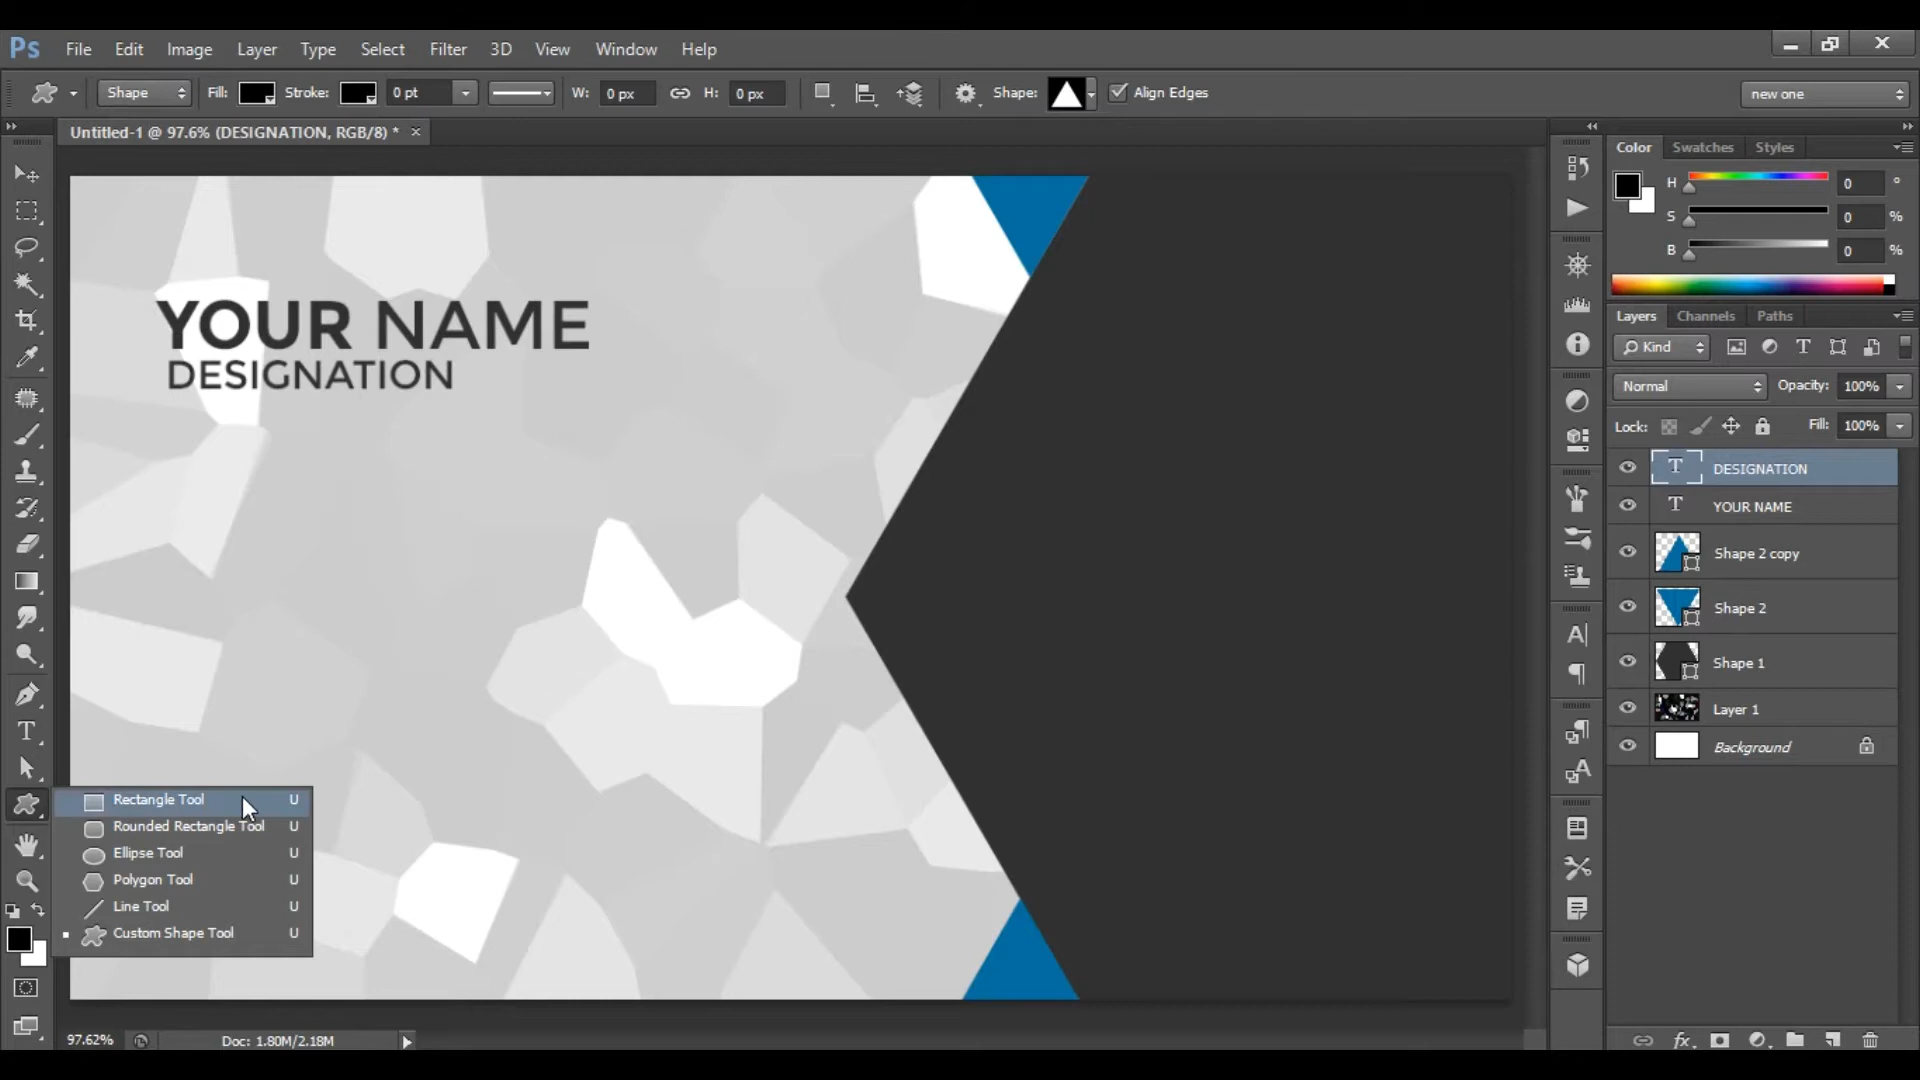 Ps File Edit Image Layer Type Select Filter 3D View Window Help
Shape Fill: Stroke: 0 pt W: 0 px H: 0 px Shape: Align Edges new one
Untitled-1 @ 97.6% (DESIGNATION, RGB/8) * ×
YOUR NAME
DESIGNATION
Rectangle Tool U
Rounded Rectangle Tool U
Ellipse Tool U
Polygon Tool U
Line Tool U
Custom Shape Tool U
97.62% Doc: 1.80M/2.18M
Color Swatches Styles
H 0 °
S 0 %
B 0 %
Layers Channels Paths
Kind
Normal Opacity: 100%
Lock: Fill: 100%
DESIGNATION
YOUR NAME
Shape 2 copy
Shape 2
Shape 1
Layer 1
Background
fx